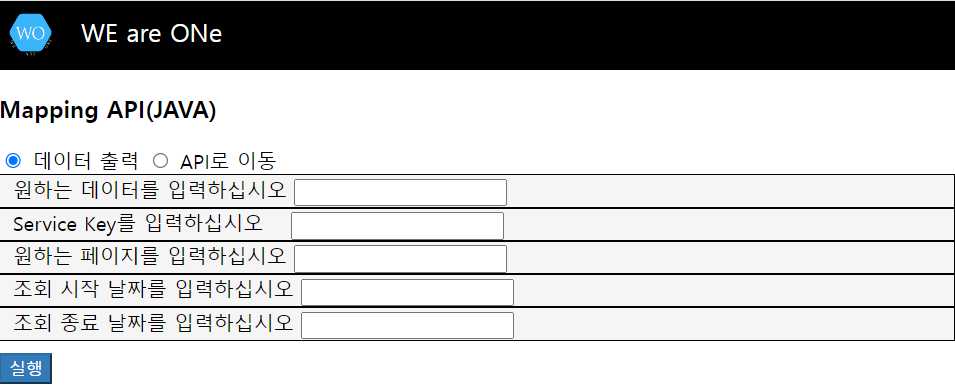 WO
WE are ONe
Mapping API(JAVA)
데이터 출력 API로 이동
원하는 데이터를 입력하십시오
Service Key를 입력하십시오
원하는 페이지를 입력하십시오
조회 시작 날짜를 입력하십시오
조회 종료 날짜를 입력하십시오
실행